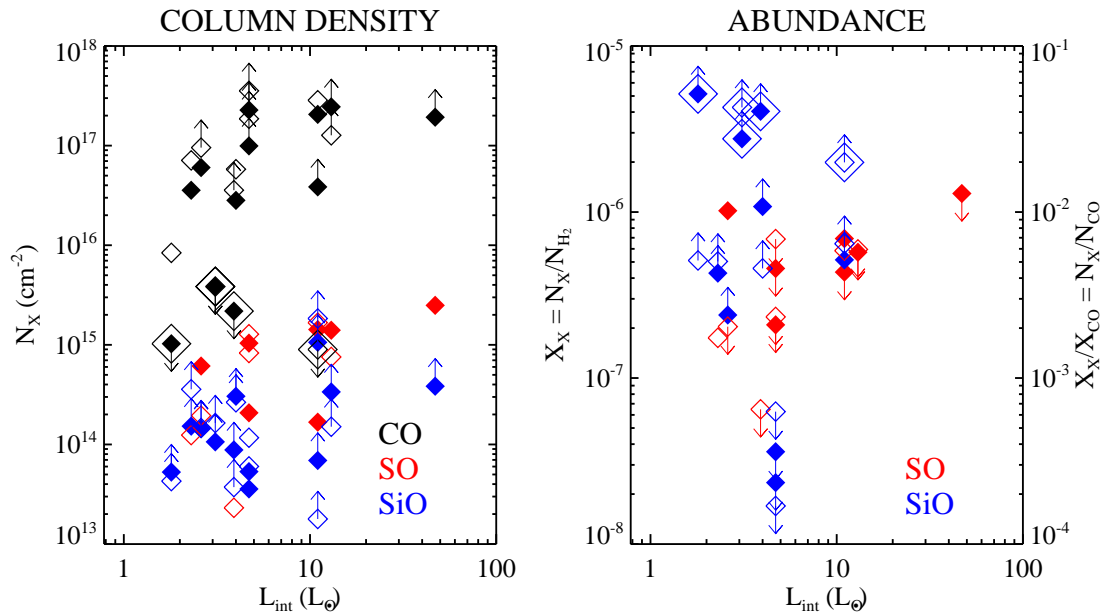 COLUMN DENSITY
ABUNDANCE
10^18
10^17
10^16
10^15
10^14
10^13
N_X (cm^-2)
CO
SO
SiO
1
10
100
L_int (L_⊙)
10^-5
10^-6
10^-7
10^-8
X_X = N_X/N_H2
10^-1
10^-2
10^-3
10^-4
X_X/X_CO = N_X/N_CO
SO
SiO
1
10
100
L_int (L_⊙)